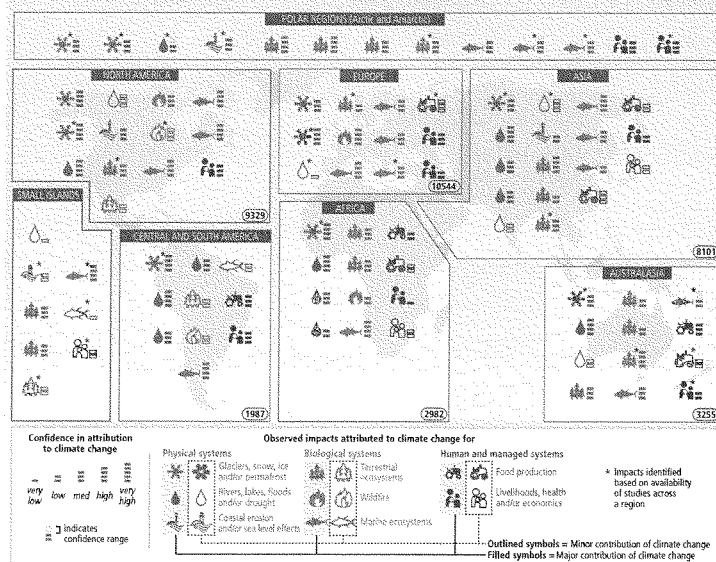 POLAR REGIONS (Arctic and Antarctic)
NORTH AMERICA
EUROPE
ASIA
9329
10544
8101
SMALL ISLANDS
CENTRAL AND SOUTH AMERICA
AFRICA
AUSTRALASIA
1987
2982
3255
Confidence in attribution
to climate change
very
low
low
med
high
very
high
indicates
confidence range
Observed impacts attributed to climate change for
Physical systems
Glaciers, snow, ice
and/or permafrost
Rivers, lakes, floods
and/or drought
Coastal erosion
and/or sea level effects
Biological systems
Terrestrial
ecosystems
Wildfire
Marine ecosystems
Human and managed systems
Food production
Livelihoods, health
and/or economics
* Impacts identified
based on availability
of studies across
a region
Outlined symbols = Minor contribution of climate change
Filled symbols = Major contribution of climate change